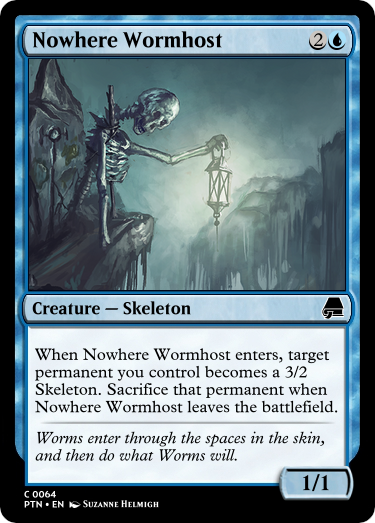 Nowhere Wormhost 2
Creature — Skeleton
When Nowhere Wormhost enters, target
permanent you control becomes a 3/2
Skeleton. Sacrifice that permanent when
Nowhere Wormhost leaves the battlefield.
Worms enter through the spaces in the skin,
and then do what Worms will.
1/1
C 0064
PTN • EN Suzanne Helmigh